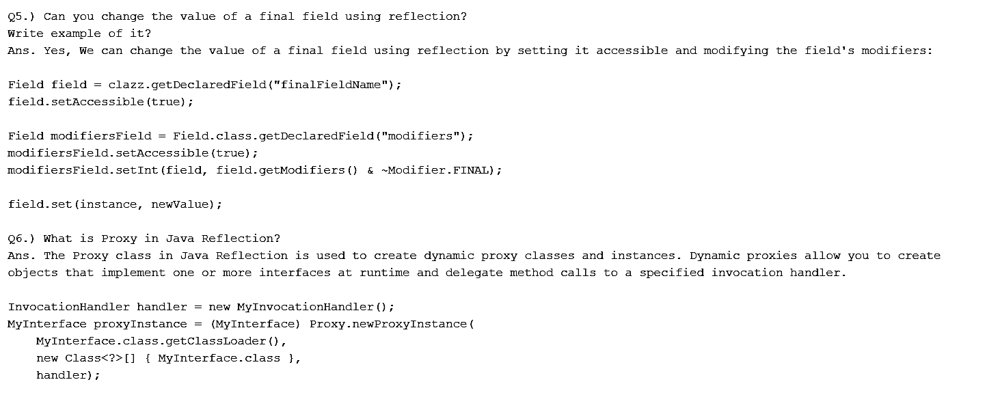 Q5.) Can you change the value of a final field using reflection?
Write example of it?
Ans. Yes, We can change the value of a final field using reflection by setting it accessible and modifying the field's modifiers:
Field field = clazz.getDeclaredField("finalFieldName");
field.setAccessible(true);
Field modifiersField = Field.class.getDeclaredField("modifiers");
modifiersField.setAccessible(true);
modifiersField.setInt(field, field.getModifiers() & ~Modifier.FINAL);
field.set(instance, newValue);
Q6.) What is Proxy in Java Reflection?
Ans. The Proxy class in Java Reflection is used to create dynamic proxy classes and instances. Dynamic proxies allow you to create
objects that implement one or more interfaces at runtime and delegate method calls to a specified invocation handler.
InvocationHandler handler = new MyInvocationHandler();
MyInterface proxyInstance = (MyInterface) Proxy.newProxyInstance(
    MyInterface.class.getClassLoader(),
    new Class<?>[] { MyInterface.class },
    handler);